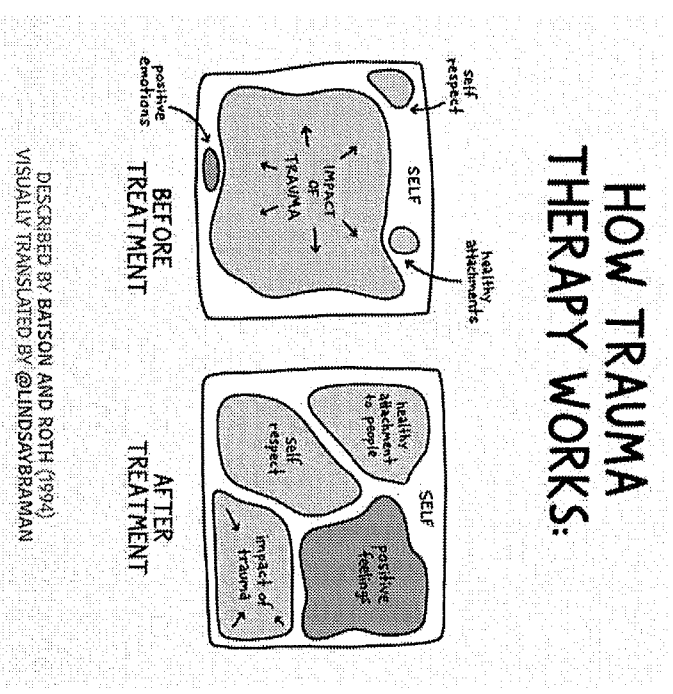 HOW TRAUMA
THERAPY WORKS:
self
respect
healthy
attachments
SELF
IMPACT
OF
TRAUMA
positive
emotions
BEFORE
TREATMENT
SELF
healthy
attachment
to people
positive
feelings
self
respect
impact of
trauma
AFTER
TREATMENT
DESCRIBED BY BATSON AND ROTH (1994)
VISUALLY TRANSLATED BY @LINDSAYBRAMAN